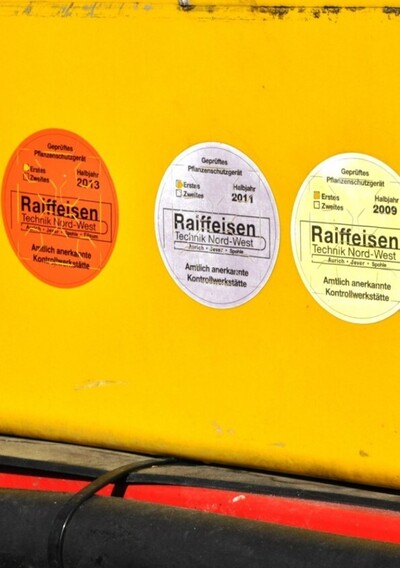 Geprüftes
Pflanzenschutzgerät
Erstes Halbjahr
Zweites 2013
Raiffeisen
Technik Nord-West
Amtlich anerkannte
Kontrollwerkstätte
Geprüftes
Pflanzenschutzgerät
Erstes Halbjahr
Zweites 2011
Raiffeisen
Technik Nord-West
Aurich • Jever • Spohle
Amtlich anerkannte
Kontrollwerkstätte
Geprüftes
Pflanzenschutzgerät
Erstes Halbjahr
Zweites 2009
Raiffeisen
Technik Nord-West
Aurich • Jever • Spohle
Amtlich anerkannte
Kontrollwerkstätte